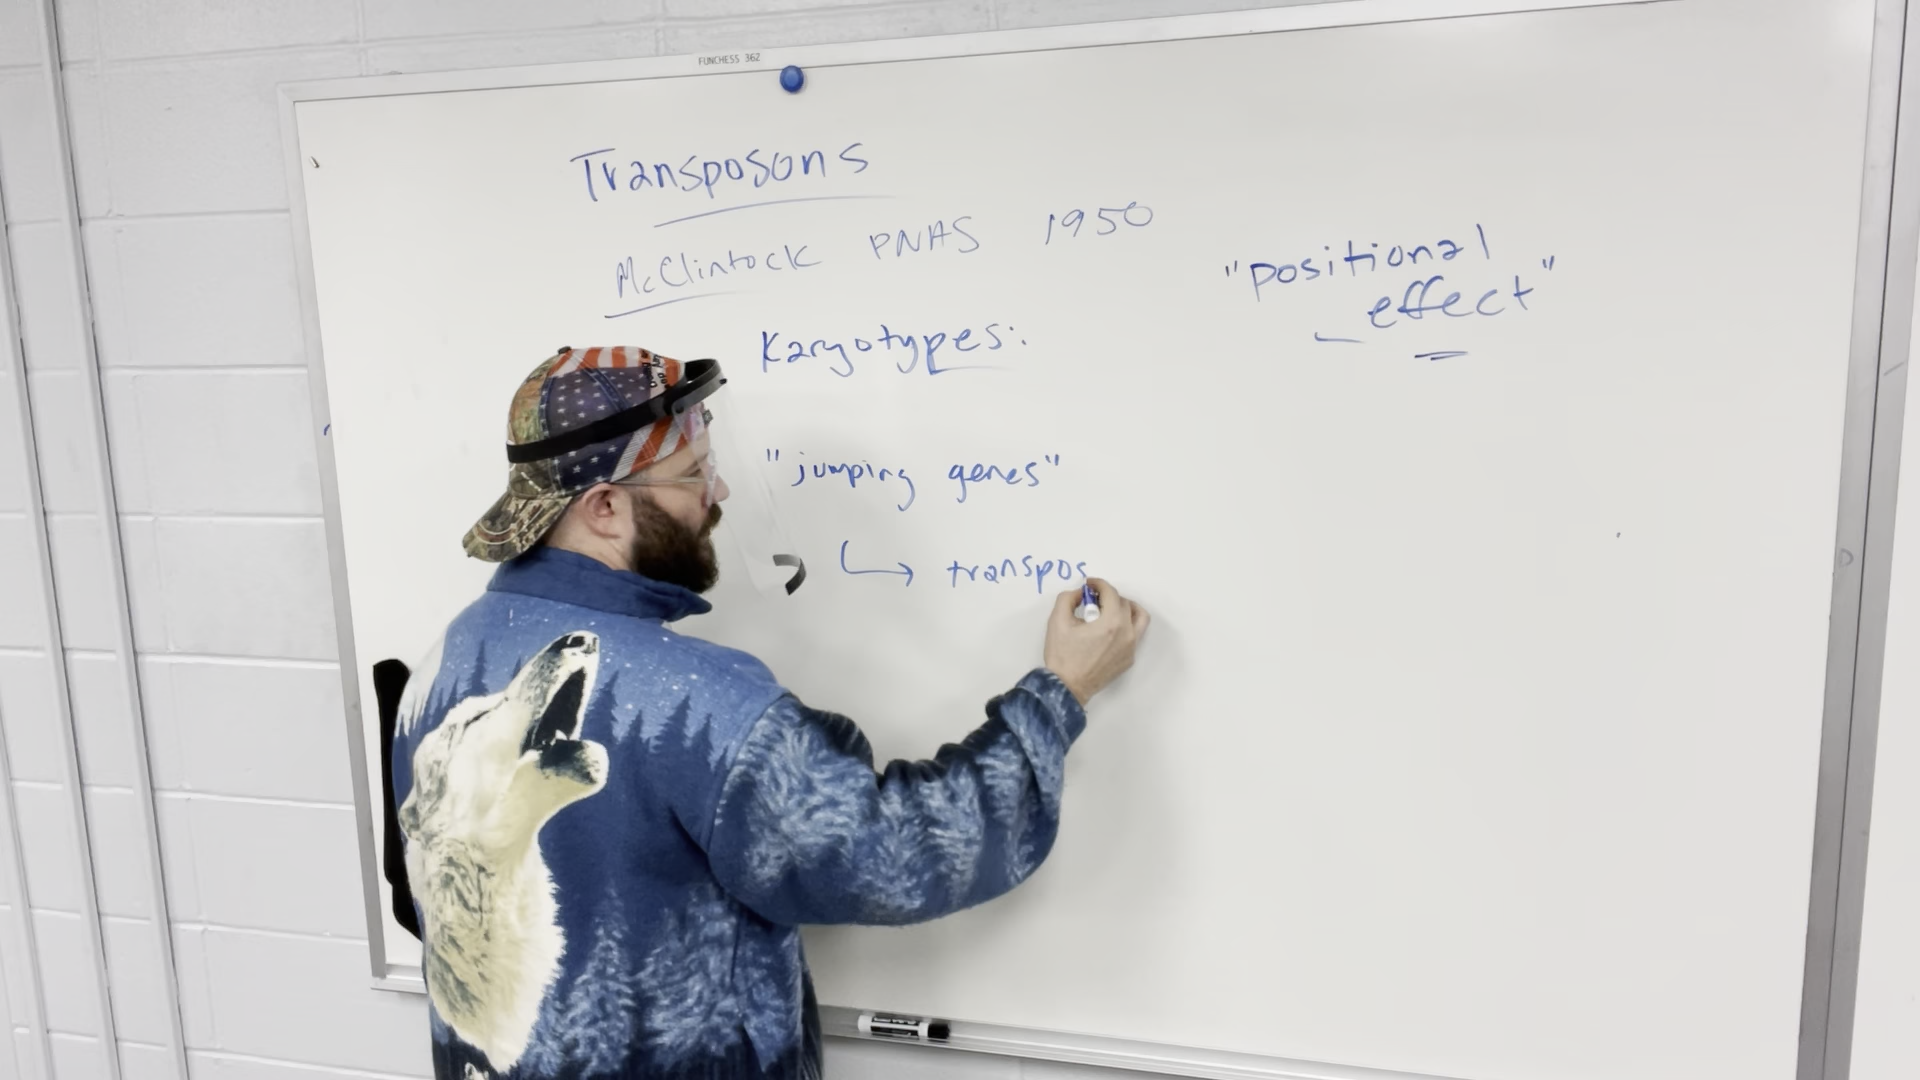 FUNCHESS 362
Transposons
McClintock PNAS 1950
Karyotypes:
"jumping genes"
transpos
"positional
effect"